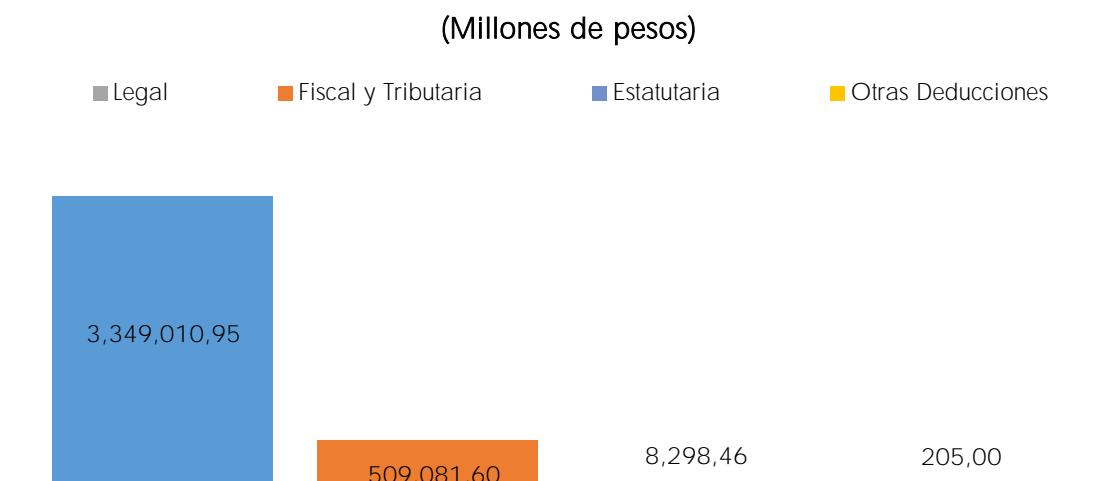 (Millones de pesos)
Legal Fiscal y Tributaria Estatutaria Otras Deducciones
3,349,010,95
509,081,60
8,298,46
205,00